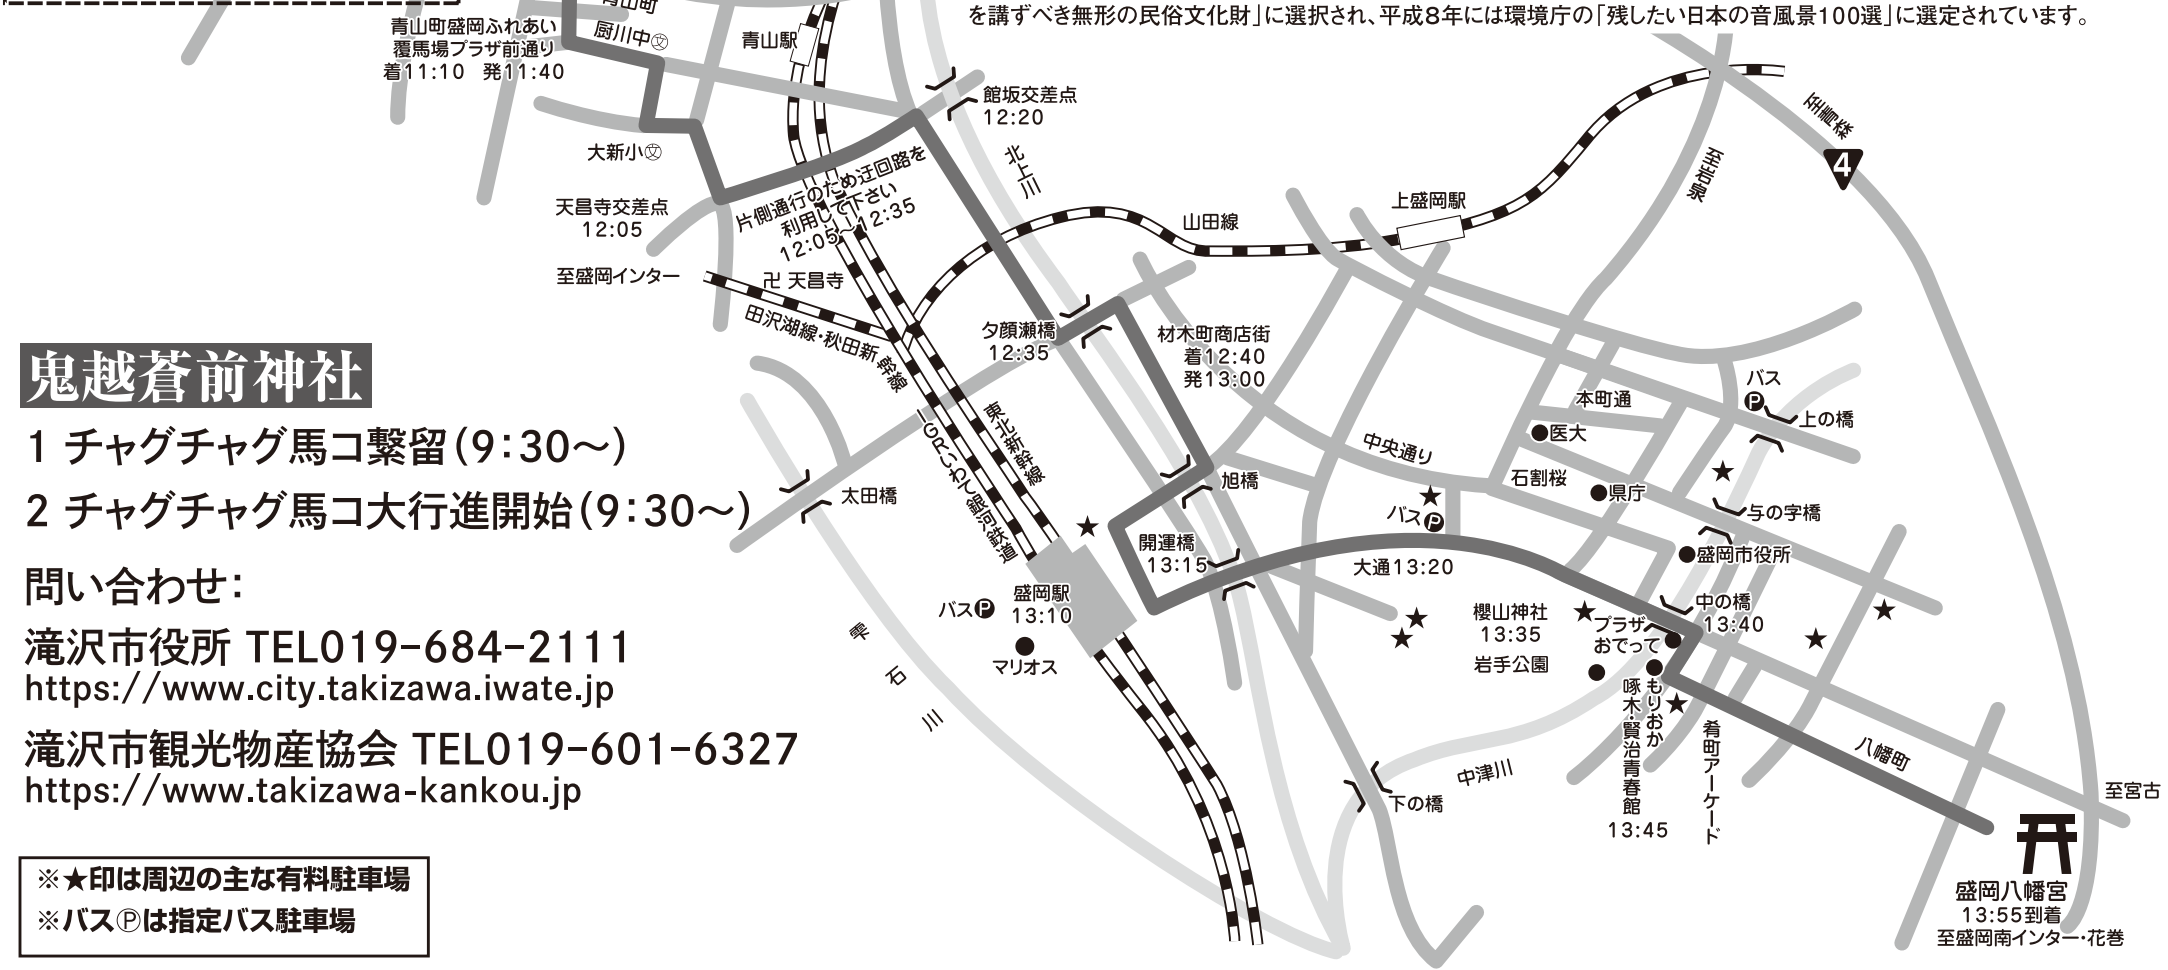 を講ずべき無形の民俗文化財」に選択され、平成8年には環境庁の「残したい日本の音風景100選」に選定されています。
青山町
青山町盛岡ふれあい
覆馬場プラザ前通り
着11:10 発11:40
厨川中㊫
青山駅
館坂交差点
12:20
至青森
4
大新小㊫
北上川
至岩泉
天昌寺交差点
12:05
片側通行のため迂回路を
利用して下さい
12:05〜12:35
山田線
上盛岡駅
至盛岡インター
卍 天昌寺
田沢湖線・秋田新幹線
夕顔瀬橋
12:35
材木町商店街
着12:40
発13:00
鬼越蒼前神社
1 チャグチャグ馬コ繋留(9:30〜)
2 チャグチャグ馬コ大行進開始(9:30〜)
問い合わせ:
滝沢市役所 TEL019-684-2111
https://www.city.takizawa.iwate.jp
滝沢市観光物産協会 TEL019-601-6327
https://www.takizawa-kankou.jp
※★印は周辺の主な有料駐車場
※バスⓅは指定バス駐車場
東北新幹線
IGRいわて銀河鉄道
太田橋
旭橋
中央通り
本町通
バス
P
上の橋
●医大
石割桜
●県庁
★
与の字橋
★
バスP
★
開運橋
13:15
大通13:20
●盛岡市役所
盛岡駅
13:10
バスP
●
マリオス
雫石川
★
★
櫻山神社
13:35
岩手公園
★
プラザ
おでって
中の橋
13:40
★
★
もりおか
啄木・賢治青春館
13:45
★
肴町アーケード
中津川
下の橋
八幡町
至宮古
盛岡八幡宮
13:55到着
至盛岡南インター・花巻